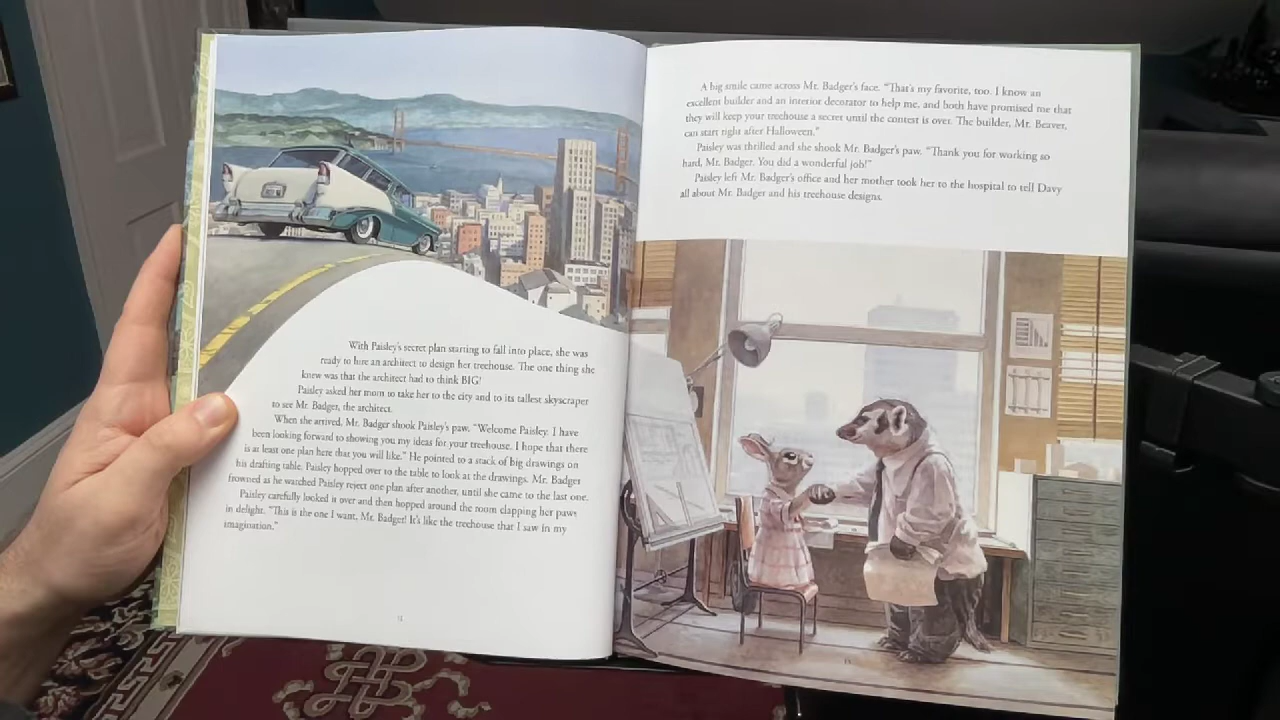 With Paisley's secret plan starting to fall into place, she was
ready to hire an architect to design her treehouse. The one thing she
knew was that the architect had to think BIG!
Paisley asked her mom to take her to the city and to its tallest skyscraper
to see Mr. Badger, the architect.
When she arrived, Mr. Badger shook Paisley's paw. "Welcome Paisley. I have
been looking forward to showing you my ideas for your treehouse. I hope that there
is at least one plan here that you will like." He pointed to a stack of big drawings on
his drafting table. Paisley hopped over to the table to look at the drawings. Mr. Badger
frowned as he watched Paisley reject one plan after another, until she came to the last one.
Paisley carefully looked it over and then hopped around the room clapping her paws
in delight. "This is the one I want, Mr. Badger! It's like the treehouse that I saw in my
imagination."
A big smile came across Mr. Badger's face. "That's my favorite, too. I know an
excellent builder and an interior decorator to help me, and both have promised me that
they will keep your treehouse a secret until the contest is over. The builder, Mr. Beaver,
can start right after Halloween."
Paisley was thrilled and she shook Mr. Badger's paw. "Thank you for working so
hard, Mr. Badger. You did a wonderful job!"
Paisley left Mr. Badger's office and her mother took her to the hospital to tell Davy
all about Mr. Badger and his treehouse designs.